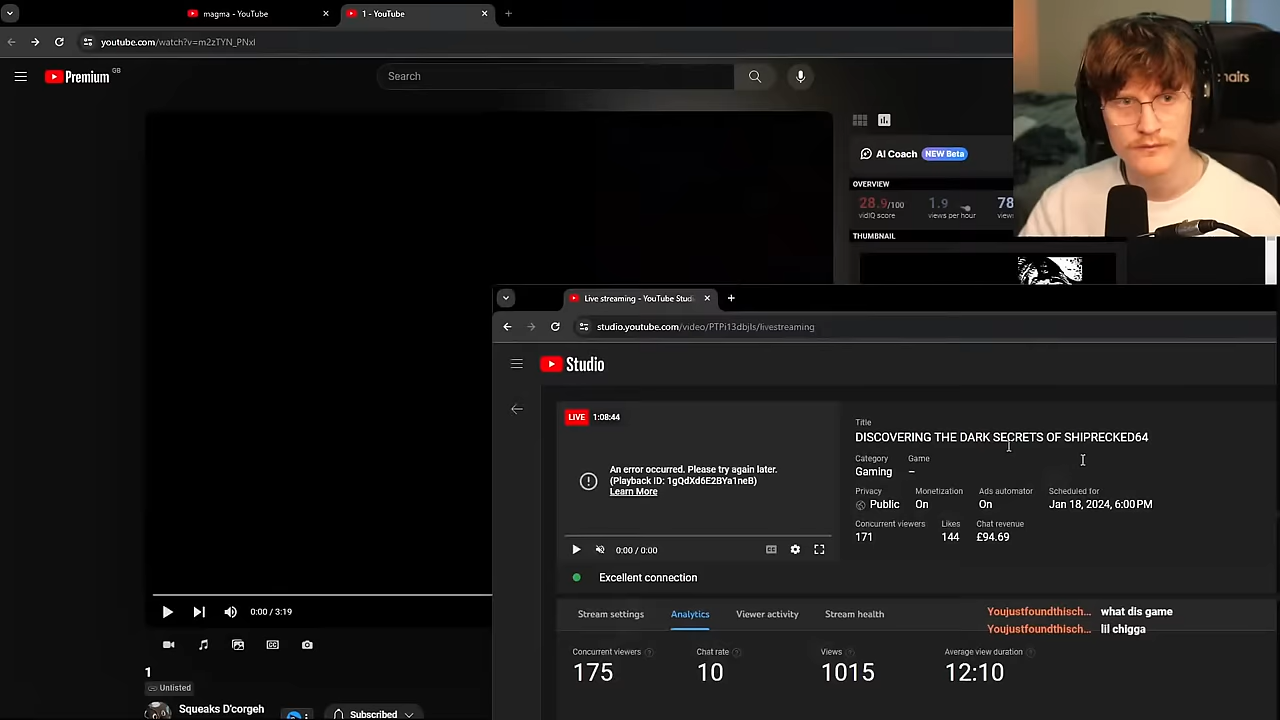 magma - YouTube
1 - YouTube
youtube.com/watch?v=m2zTYN_PNxI
Premium GB
Search
AI Coach NEW Beta
OVERVIEW
28.9/100 1.9 78
vidIQ score views per hour view
THUMBNAIL
hairs
Live streaming - YouTube Studi
studio.youtube.com/video/PTPi13dbjIs/livestreaming
Studio
LIVE 1:08:44
An error occurred. Please try again later.
(Playback ID: 1gQdXd6E2BYa1neB)
Learn More
0:00 / 0:00
Excellent connection
Title
DISCOVERING THE DARK SECRETS OF SHIPRECKED64
Category Game
Gaming –
Privacy Monetization Ads automator Scheduled for
Public On On Jan 18, 2024, 6:00 PM
Concurrent viewers Likes Chat revenue
171 144 £94.69
Stream settings Analytics Viewer activity Stream health
Youjustfoundthisch... what dis game
Youjustfoundthisch... lil chigga
Concurrent viewers Chat rate Views Average view duration
175 10 1015 12:10
0:00 / 3:19
1
Unlisted
Squeaks D'corgeh
Subscribed